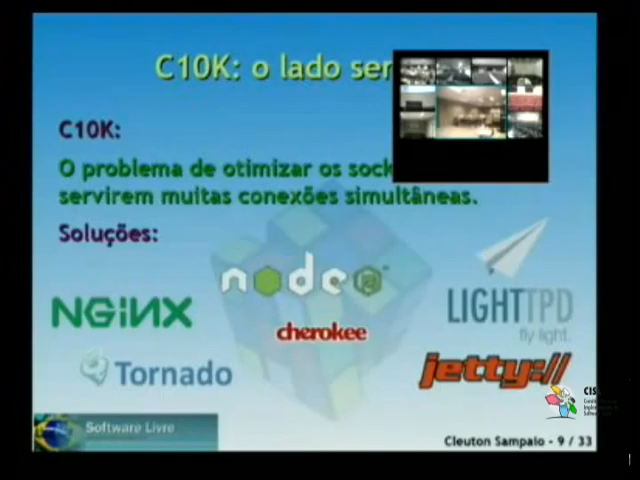 C10K: o lado ser
C10K:
O problema de otimizar os sock
servirem muitas conexões simultâneas.
Soluções:
node
NGINX
cherokee
LIGHTTPD
fly light.
Tornado
jetty://
Software Livre
CIS
Cleuton Sampaio - 9 / 33